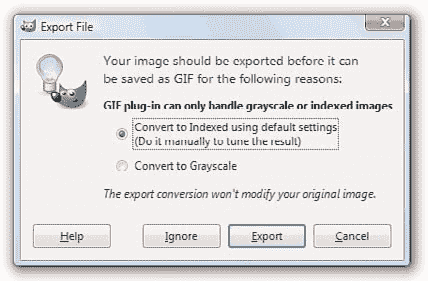 Export File
Your image should be exported before it can
be saved as GIF for the following reasons:
GIF plug-in can only handle grayscale or indexed images
Convert to Indexed using default settings
(Do it manually to tune the result)
Convert to Grayscale
The export conversion won't modify your original image.
Help Ignore Export Cancel